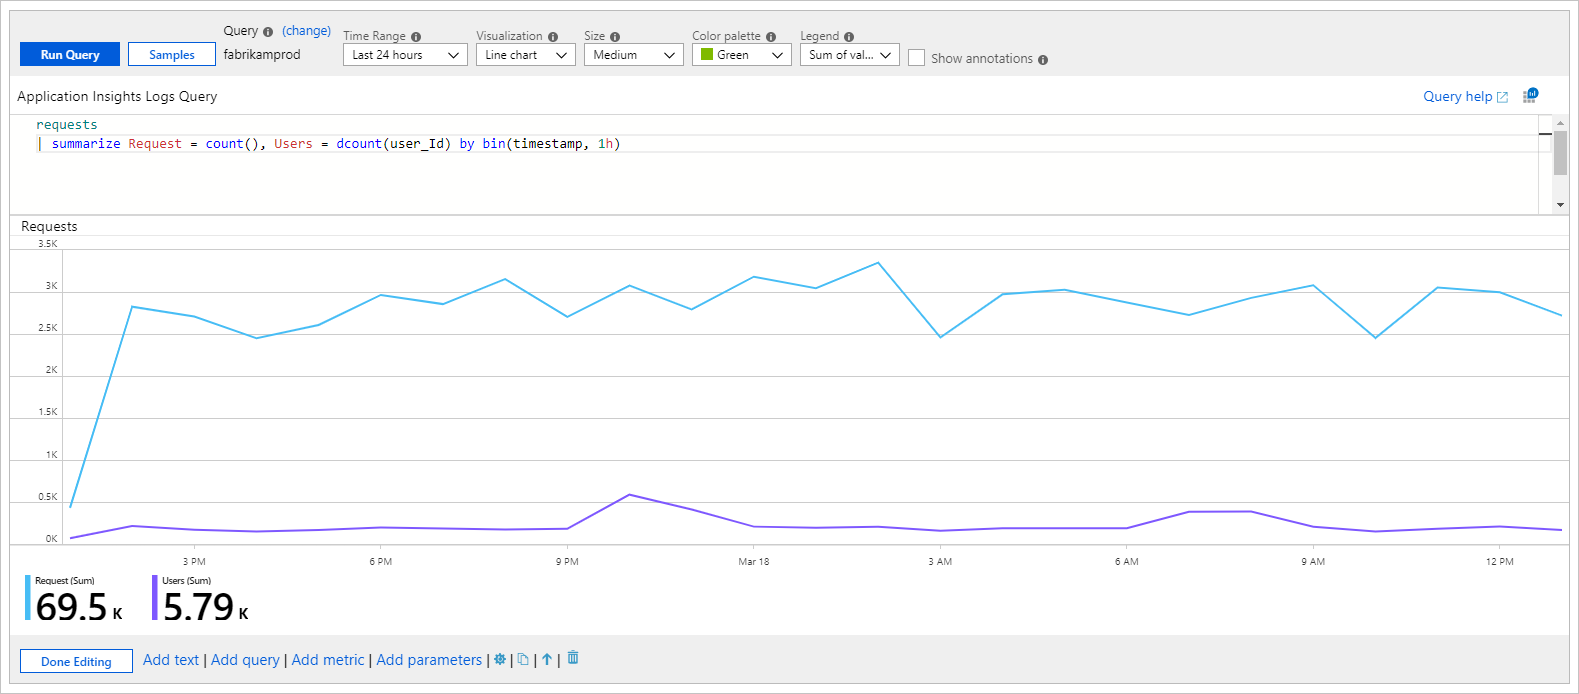 Query (change)
Run Query Samples fabrikamprod
Time Range Visualization Size Color palette Legend
Last 24 hours Line chart Medium Green Sum of val... Show annotations
Application Insights Logs Query Query help
requests
| summarize Request = count(), Users = dcount(user_Id) by bin(timestamp, 1h)
Requests
3.5K
3K
2.5K
2K
1.5K
1K
0.5K
0K
3 PM 6 PM 9 PM Mar 18 3 AM 6 AM 9 AM 12 PM
Request (Sum) Users (Sum)
69.5 K 5.79 K
Done Editing Add text | Add query | Add metric | Add parameters | | | |